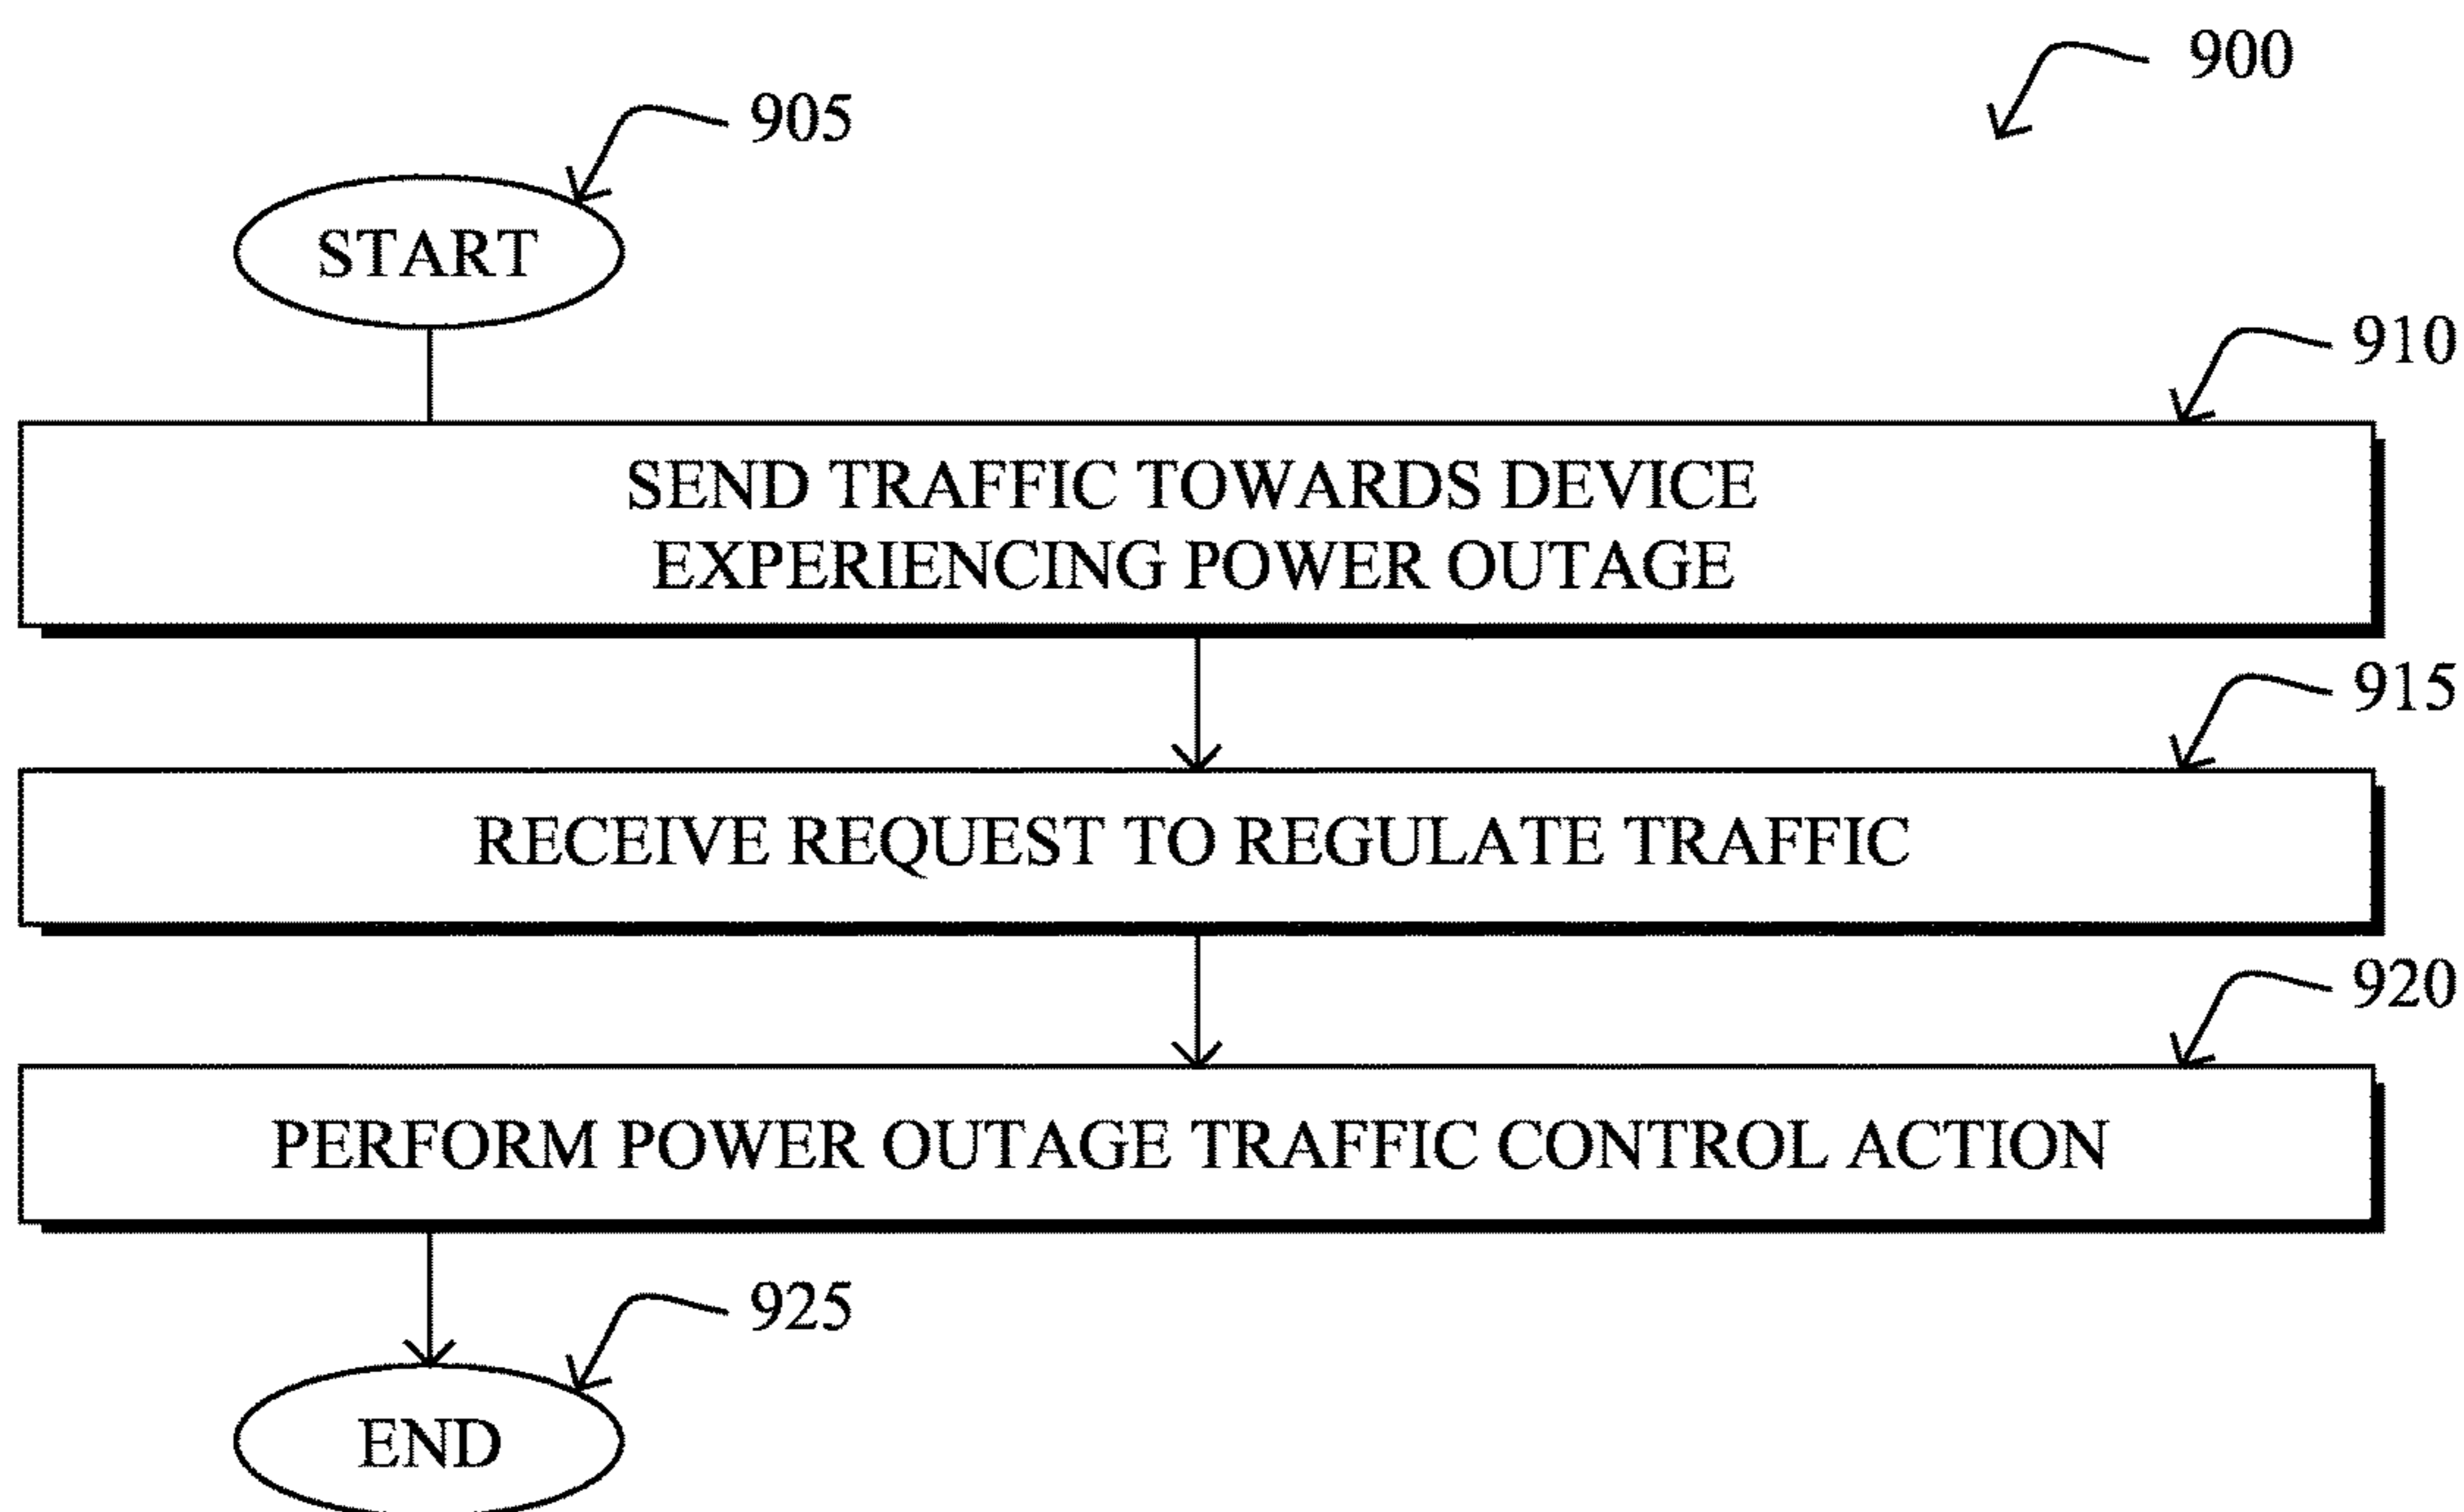 900
905
START
910
SEND TRAFFIC TOWARDS DEVICE
EXPERIENCING POWER OUTAGE
915
RECEIVE REQUEST TO REGULATE TRAFFIC
920
PERFORM POWER OUTAGE TRAFFIC CONTROL ACTION
925
END